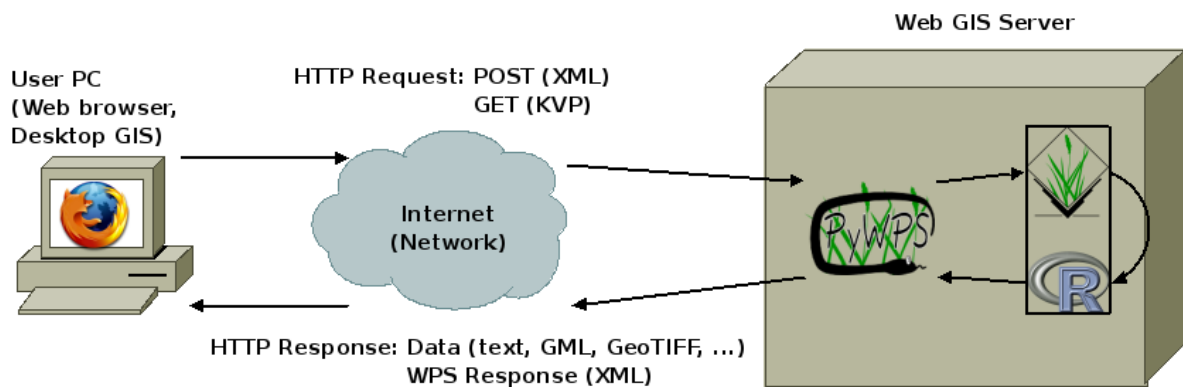 Web GIS Server
User PC
(Web browser,
Desktop GIS)
HTTP Request: POST (XML)
GET (KVP)
Internet
(Network)
PyWPS
R
HTTP Response: Data (text, GML, GeoTIFF, ...)
WPS Response (XML)